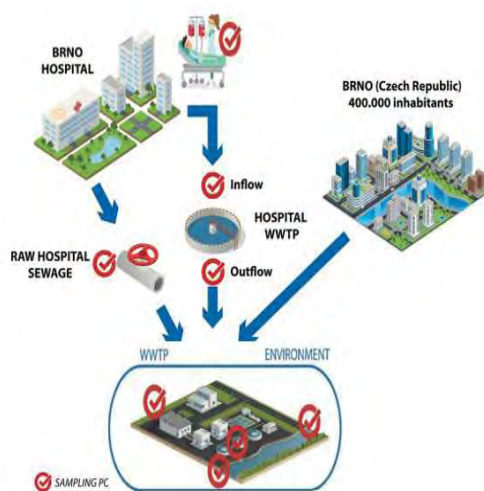 BRNO
HOSPITAL
BRNO (Czech Republic)
400.000 inhabitants
Inflow
HOSPITAL
WWTP
RAW HOSPITAL
SEWAGE
Outflow
WWTP
ENVIRONMENT
SAMPLING PC